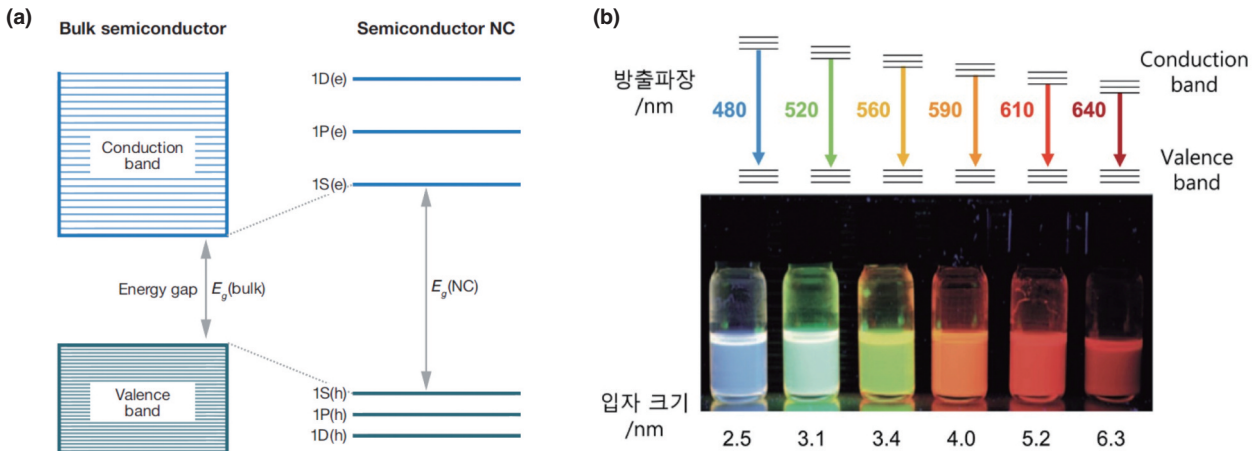 (a)
Bulk semiconductor
Semiconductor NC
1D(e)
1P(e)
Conduction
band
1S(e)
Energy gap
Eg(bulk)
Eg(NC)
Valence
band
1S(h)
1P(h)
1D(h)
(b)
방출파장
/nm
480 520 560 590 610 640
Conduction
band
Valence
band
입자 크기
/nm
2.5 3.1 3.4 4.0 5.2 6.3